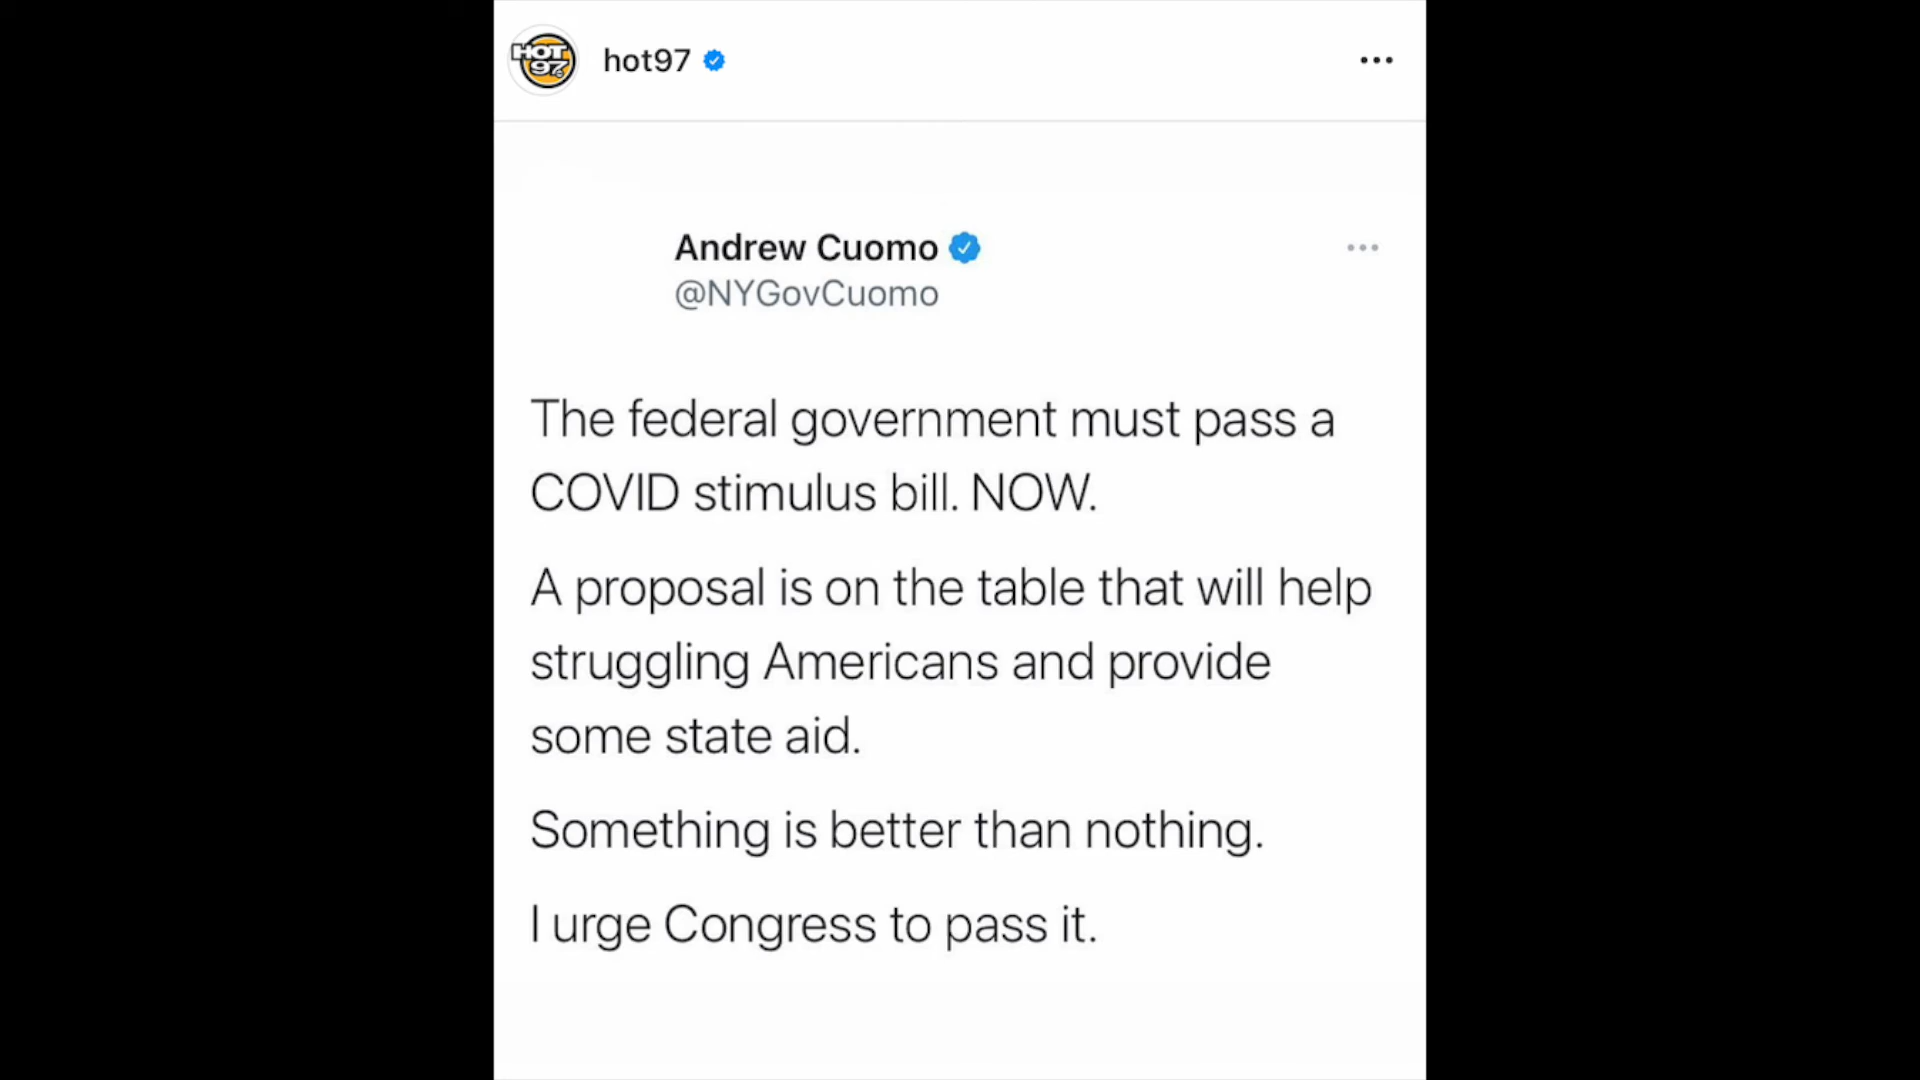 HOT
97
hot97
Andrew Cuomo
@NYGovCuomo
The federal government must pass a
COVID stimulus bill. NOW.
A proposal is on the table that will help
struggling Americans and provide
some state aid.
Something is better than nothing.
I urge Congress to pass it.